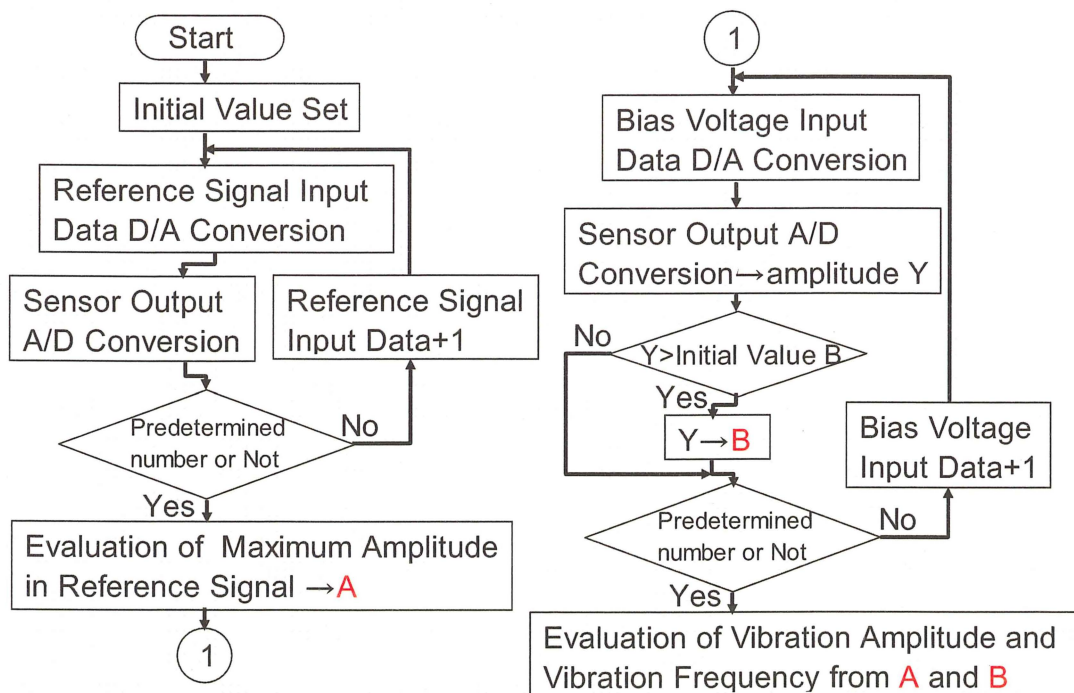 Start
Initial Value Set
Reference Signal Input
Data D/A Conversion
Sensor Output
A/D Conversion
Reference Signal
Input Data+1
Predetermined
number or Not
No
Yes
Evaluation of Maximum Amplitude
in Reference Signal →A
1
1
Bias Voltage Input
Data D/A Conversion
Sensor Output A/D
Conversion→amplitude Y
No
Y>Initial Value B
Yes
Y→B
Bias Voltage
Input Data+1
Predetermined
number or Not
No
Yes
Evaluation of Vibration Amplitude and
Vibration Frequency from A and B